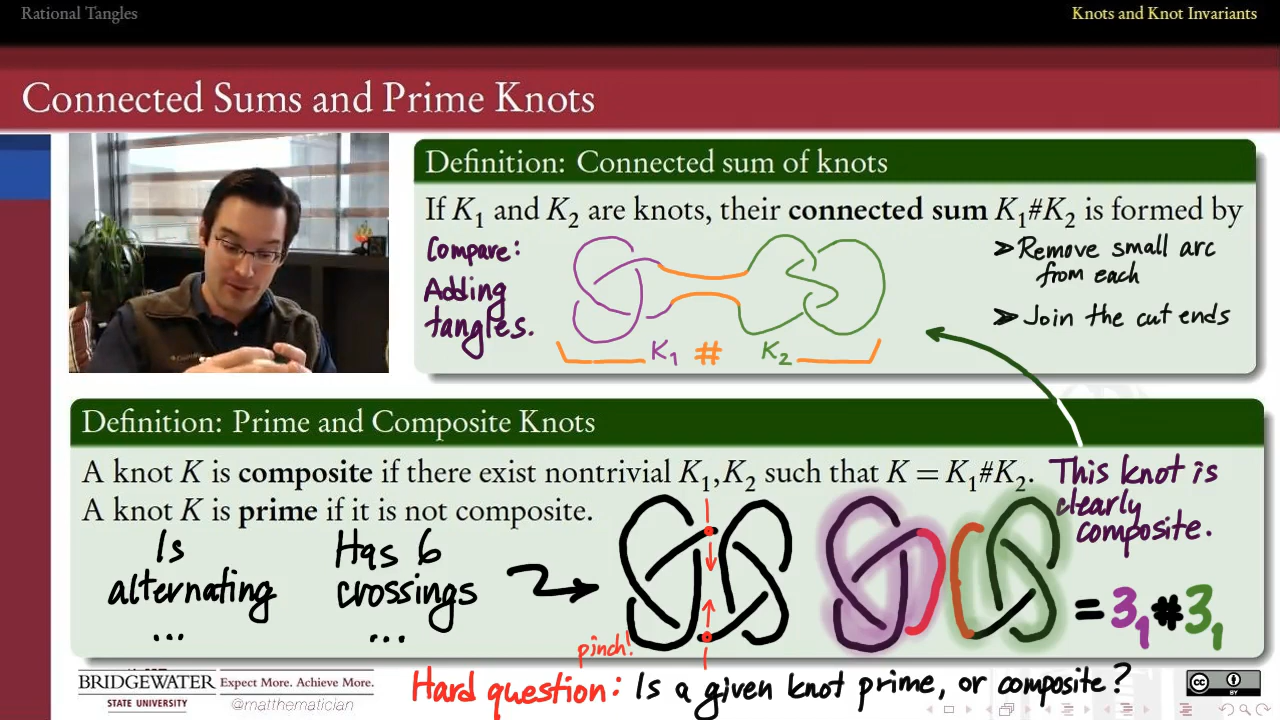 Rational Tangles
Knots and Knot Invariants
Connected Sums and Prime Knots
Definition: Connected sum of knots
If K₁ and K₂ are knots, their connected sum K₁#K₂ is formed by
Compare:
Adding
tangles.
K₁ # K₂
➢ Remove small arc
from each
➢ Join the cut ends
Definition: Prime and Composite Knots
A knot K is composite if there exist nontrivial K₁,K₂ such that K = K₁#K₂.
A knot K is prime if it is not composite.
This knot is
clearly
composite.
Is
alternating
...
Has 6
crossings
...
= 3₁ # 3₁
pinch!
Hard question: Is a given knot prime, or composite?
BRIDGEWATER
STATE UNIVERSITY
Expect More. Achieve More.
@rmatthematician
cc BY